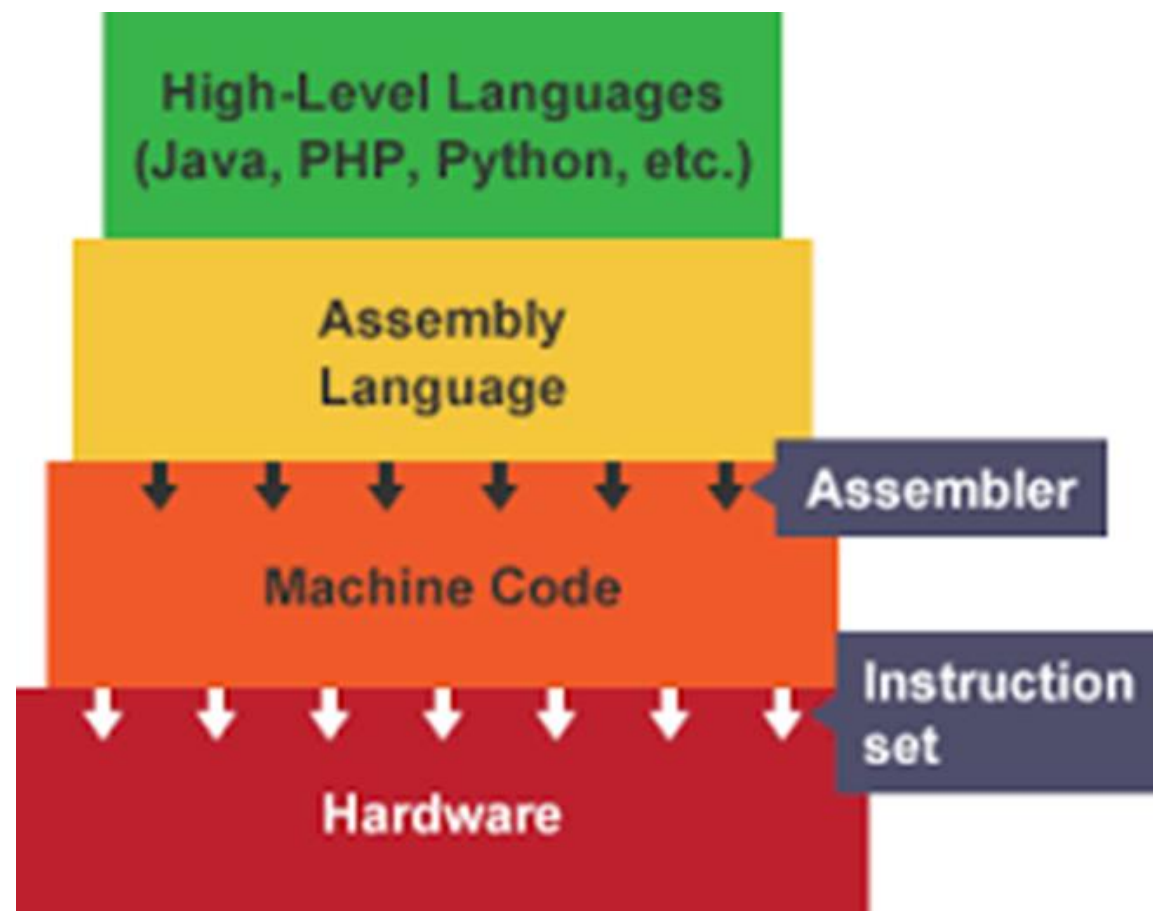 High-Level Languages
(Java, PHP, Python, etc.)
Assembly
Language
Assembler
Machine Code
Instruction
set
Hardware